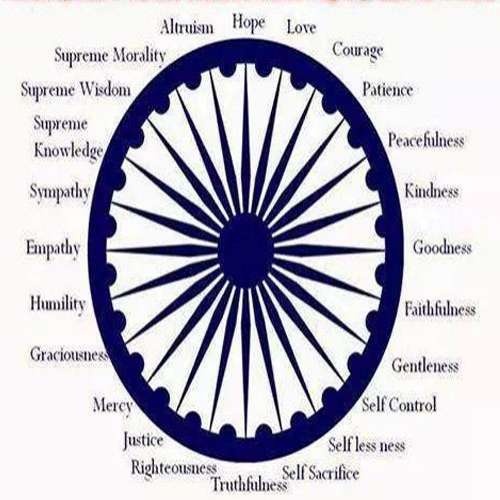 Hope
Love
Courage
Patience
Peacefulness
Kindness
Goodness
Faithfulness
Gentleness
Self Control
Self less ness
Self Sacrifice
Truthfulness
Righteousness
Justice
Mercy
Graciousness
Humility
Empathy
Sympathy
Supreme
Knowledge
Supreme Wisdom
Supreme Morality
Altruism